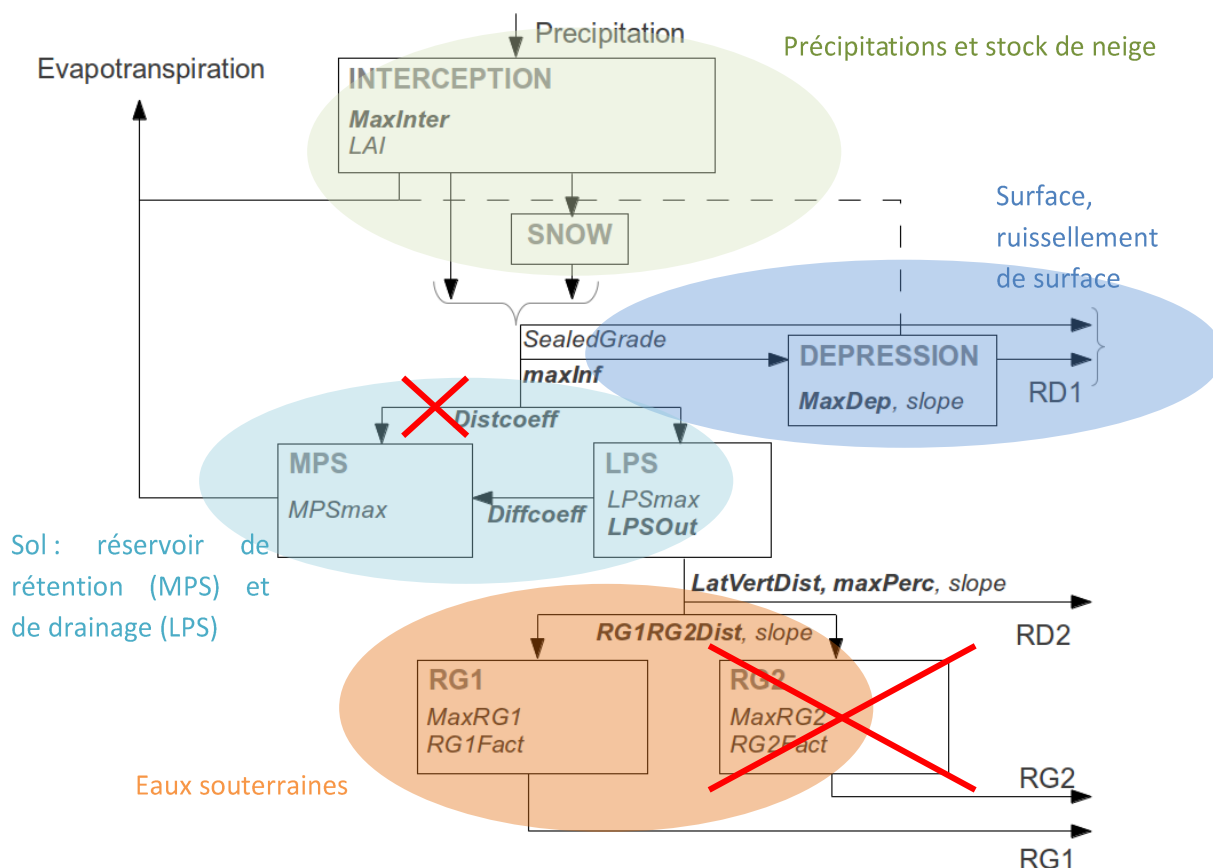 Precipitation
Précipitations et stock de neige
Evapotranspiration
INTERCEPTION
MaxInter
LAI
SNOW
Surface,
ruissellement
de surface
SealedGrade
maxInf
DEPRESSION
MaxDep, slope
RD1
Distcoeff
MPS
MPSmax
LPS
LPSmax
LPSOut
Diffcoeff
Sol : réservoir de
rétention (MPS) et
de drainage (LPS)
LatVertDist, maxPerc, slope
RD2
RG1RG2Dist, slope
RG1
MaxRG1
RG1Fact
RG2
MaxRG2
RG2Fact
Eaux souterraines
RG2
RG1